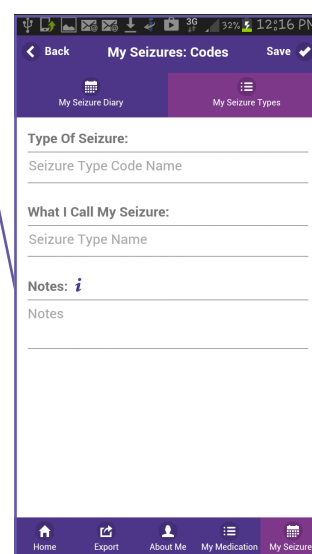 3G 32% 12:16 PM
Back My Seizures: Codes Save
My Seizure Diary My Seizure Types
Type Of Seizure:
Seizure Type Code Name
What I Call My Seizure:
Seizure Type Name
Notes: i
Notes
Home Export About Me My Medication My Seizure